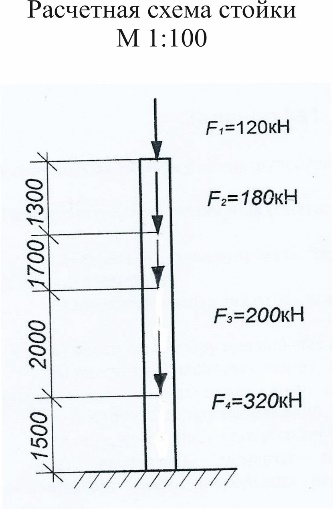 Расчетная схема стойки
М 1:100
F₁=120кН
1300
F₂=180кН
1700
2000
F₃=200кН
F₄=320кН
1500